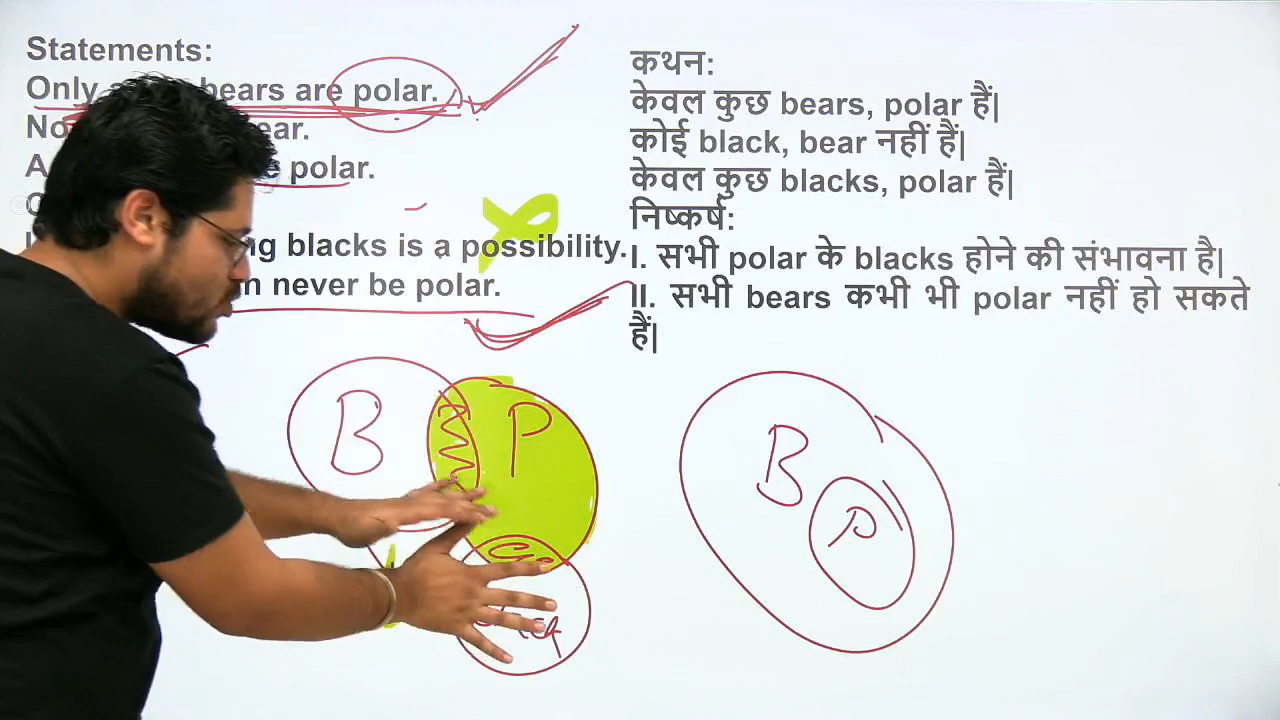 Statements:
Only bears are polar.
No ear.
A e polar.
ng blacks is a possibility.
n never be polar.
कथन:
केवल कुछ bears, polar हैं|
कोई black, bear नहीं हैं|
केवल कुछ blacks, polar हैं|
निष्कर्ष:
I. सभी polar के blacks होने की संभावना है|
II. सभी bears कभी भी polar नहीं हो सकते
हैं|
B P
B
P